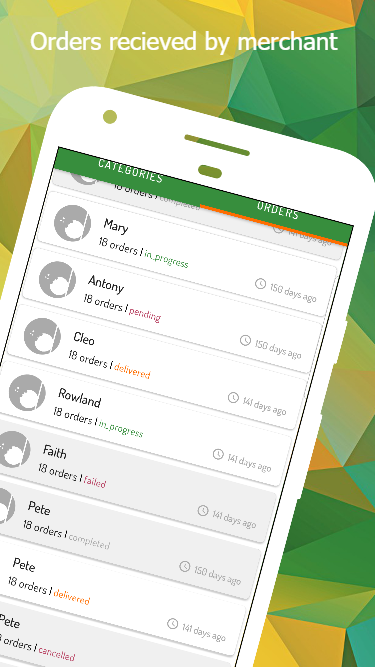 Orders recieved by merchant
CATEGORIES
ORDERS
18 orders | completed
141 days ago
Mary
18 orders | in_progress
150 days ago
Antony
18 orders | pending
150 days ago
Cleo
18 orders | delivered
141 days ago
Rowland
18 orders | in_progress
141 days ago
Faith
18 orders | failed
141 days ago
Pete
18 orders | completed
150 days ago
Pete
18 orders | delivered
141 days ago
Pete
18 orders | cancelled